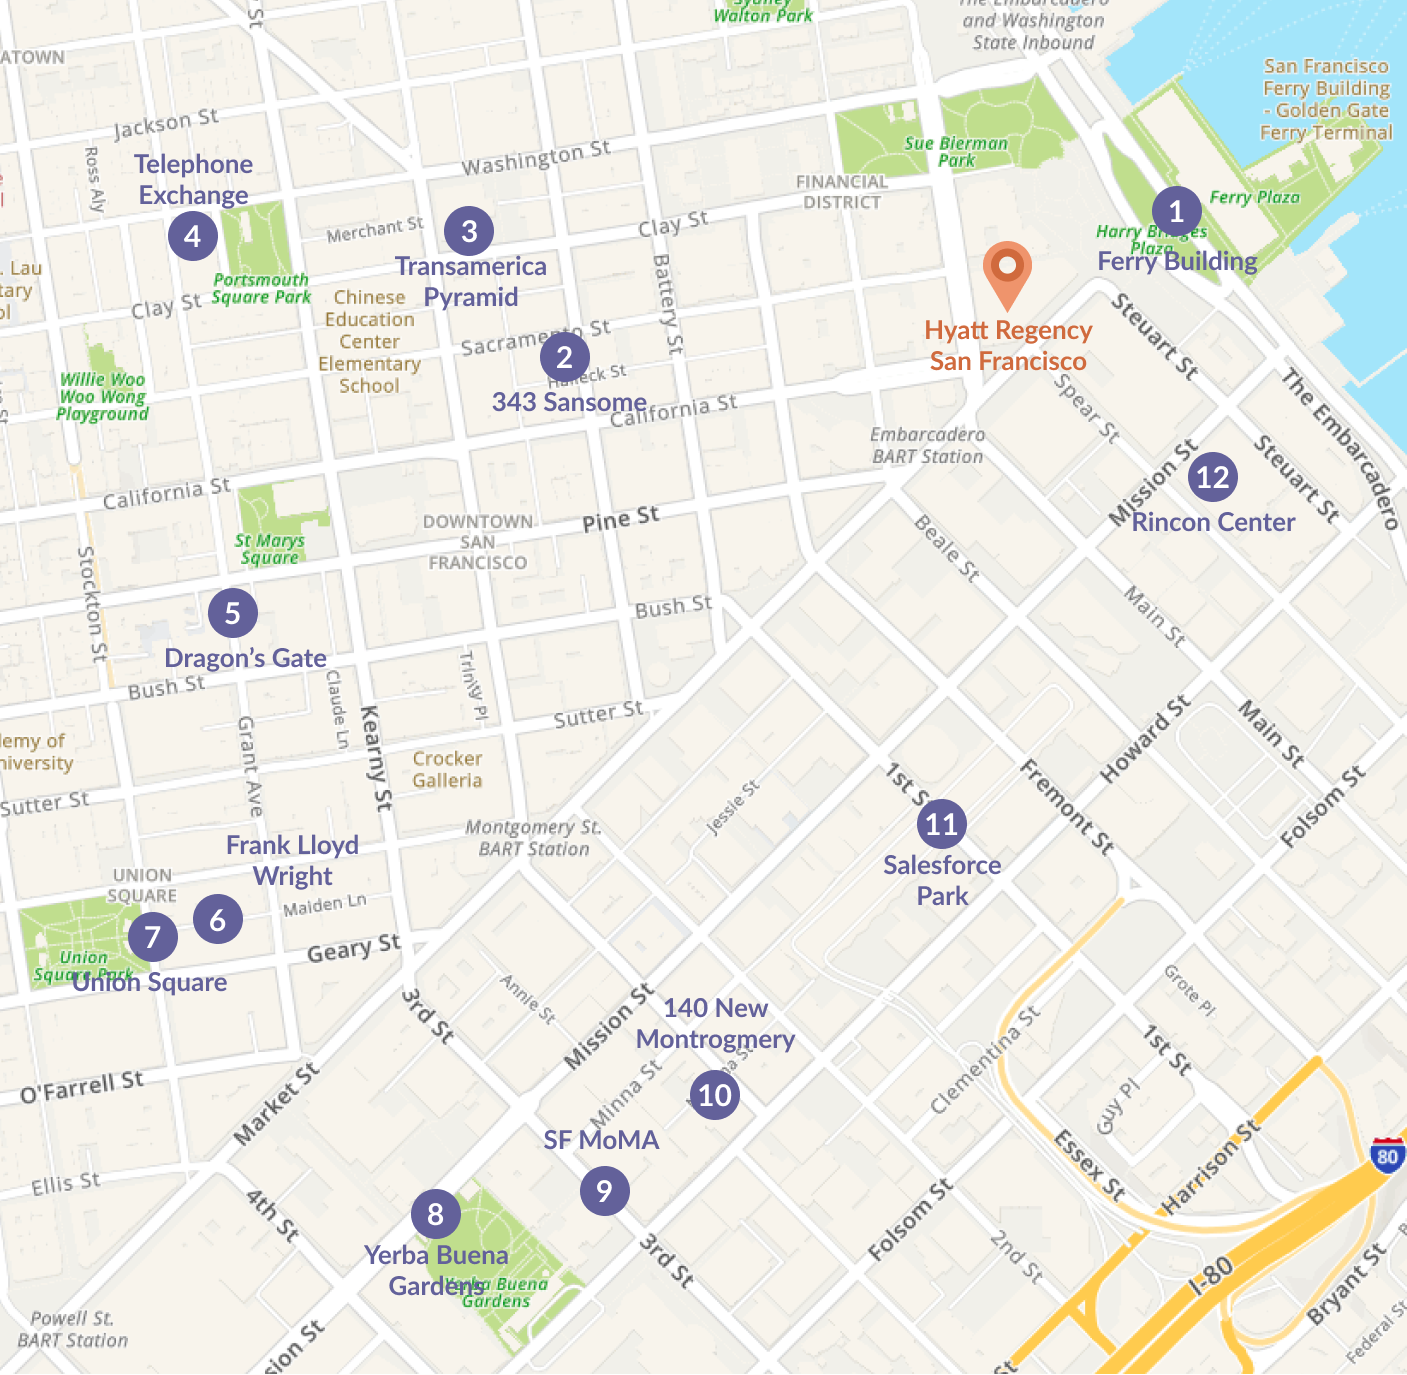 Sydney
Walton Park
The Embarcadero
and Washington
State Inbound
San Francisco
Ferry Building
- Golden Gate
Ferry Terminal
ATOWN
St
Jackson St
Ross Aly
Telephone
Exchange
4
Washington St
Sue Bierman
Park
FINANCIAL
DISTRICT
Ferry Plaza
1
Harry Bridges
Plaza
Ferry Building
Merchant St
3
Transamerica
Pyramid
Clay St
Battery St
Portsmouth
Square Park
. Lau
tary
ol
Clay St
Chinese
Education
Center
Elementary
School
Hyatt Regency
San Francisco
Steuart St
Sacramento St
2
Halleck St
343 Sansome
California St
Willie Woo
Woo Wong
Playground
Spear St
The Embarcadero
Embarcadero
BART Station
Mission St
12
Rincon Center
Steuart St
California St
St Marys
Square
DOWNTOWN
SAN
FRANCISCO
Pine St
Beale St
Stockton St
5
Dragon's Gate
Bush St
Main St
Bush St
Claude Ln
Trinity Pl
Kearny St
Sutter St
Grant Ave
demy of
niversity
Crocker
Galleria
Howard St
Main St
Sutter St
Jessie St
1st St
Fremont St
Folsom St
11
Salesforce
Park
Montgomery St.
BART Station
Frank Lloyd
Wright
UNION
SQUARE
6
Maiden Ln
7
Union
Square Park
Union Square
Geary St
3rd St
Annie St
Mission St
140 New
Montrogmery
Minna St
na St
10
Grote Pl
Clementina St
1st St
Guy Pl
O'Farrell St
Market St
SF MoMA
9
Essex St
Harrison St
80
Ellis St
4th St
8
Yerba Buena
Gardens
Yerba Buena
Gardens
3rd St
Folsom St
2nd St
I-80
Bryant St
Federal St
Powell St.
BART Station
sion St
St